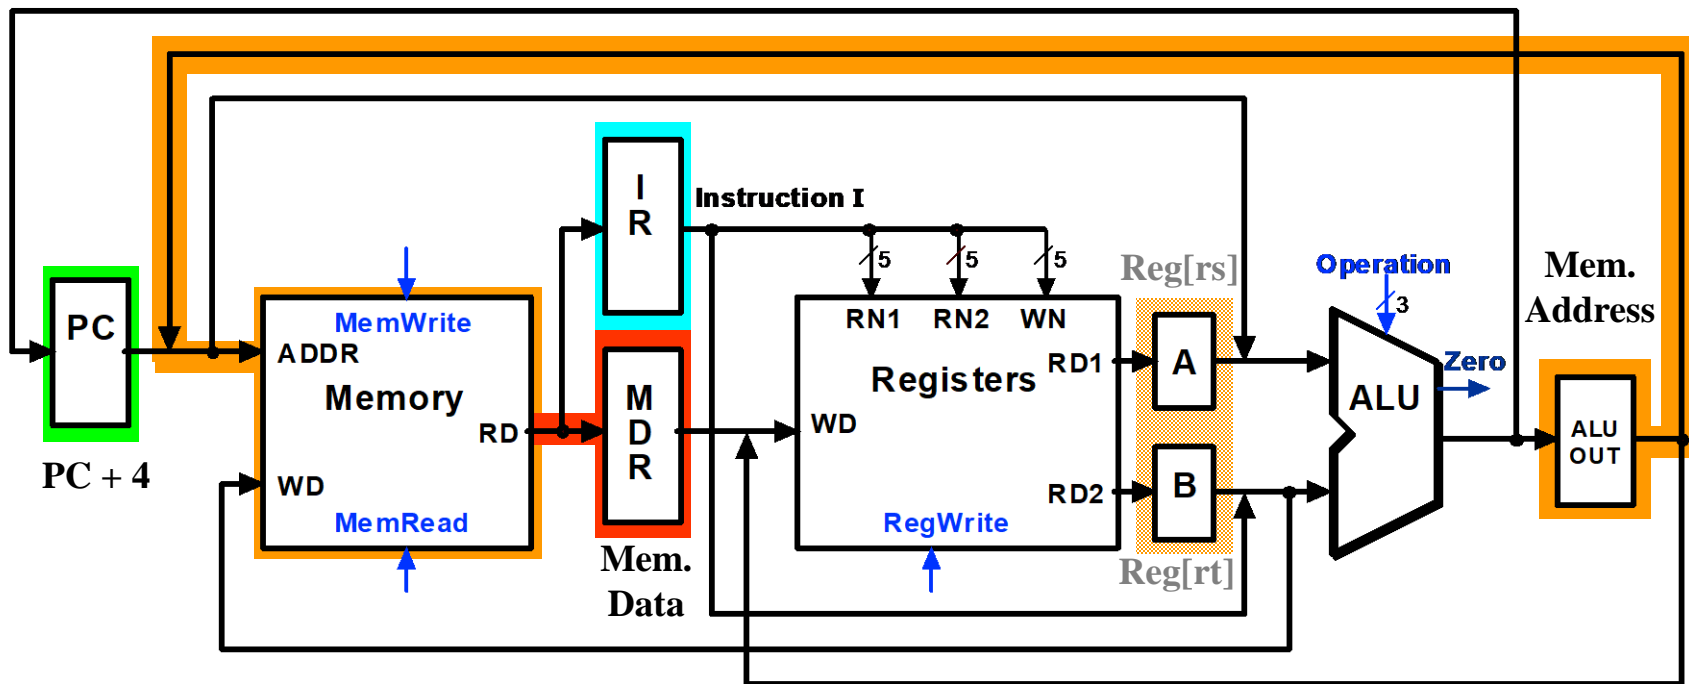 I
R
Instruction I
5
5
5
Reg[rs]
Operation
3
Mem.
Address
PC
PC + 4
MemWrite
ADDR
Memory
RD
WD
MemRead
M
D
R
Mem.
Data
RN1
RN2
WN
RD1
Registers
WD
RD2
RegWrite
A
B
Reg[rt]
ALU
Zero
ALU
OUT